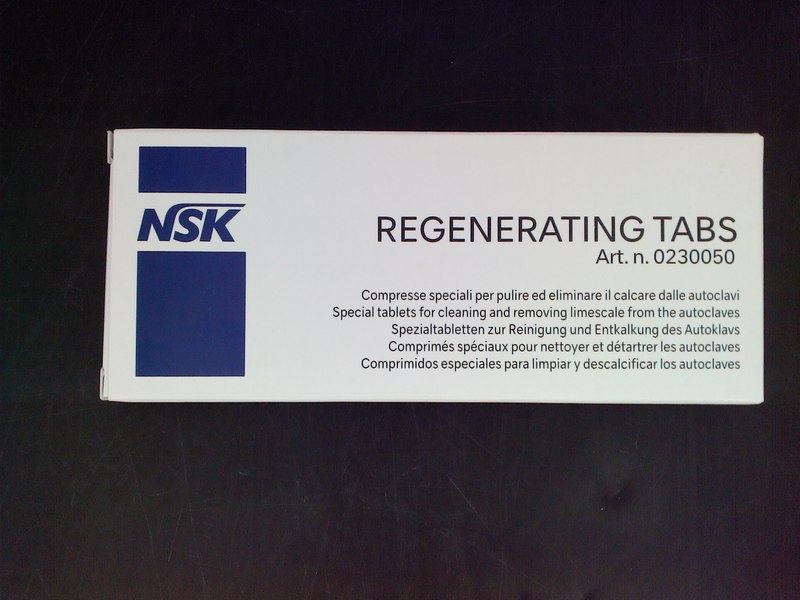 NSK
REGENERATING TABS
Art. n. 0230050
Compresse speciali per pulire ed eliminare il calcare dalle autoclavi
Special tablets for cleaning and removing limescale from the autoclaves
Spezialtabletten zur Reinigung und Entkalkung des Autoklavs
Comprimés spéciaux pour nettoyer et détartrer les autoclaves
Comprimidos especiales para limpiar y descalcificar los autoclaves